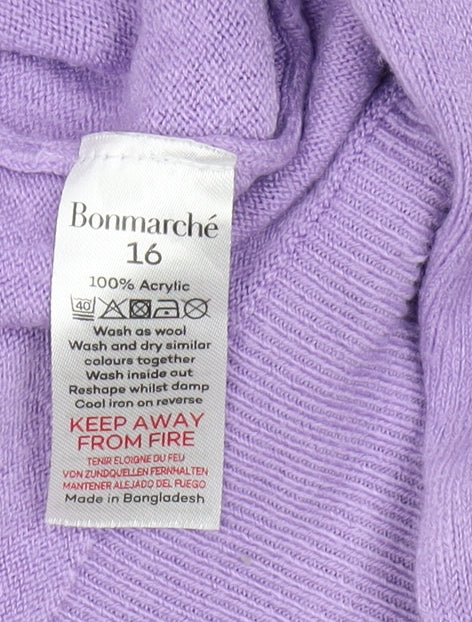 Bonmarché
16
100% Acrylic
40
Wash as wool
Wash and dry similar
colours together
Wash inside out
Reshape whilst damp
Cool iron on reverse
KEEP AWAY
FROM FIRE
TENIR ELOIGNE DU FEU
VON ZUNDQUELLEN FERNHALTEN
MANTENER ALEJADO DEL FUEGO
Made in Bangladesh